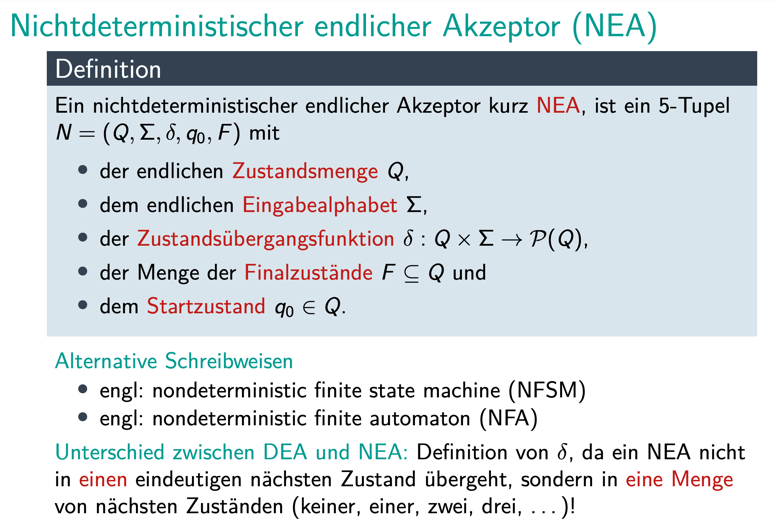 Nichtdeterministischer endlicher Akzeptor (NEA)
Definition
Ein nichtdeterministischer endlicher Akzeptor kurz NEA, ist ein 5-Tupel
N = (Q, Σ, δ, q₀, F) mit
• der endlichen Zustandsmenge Q,
• dem endlichen Eingabealphabet Σ,
• der Zustandsübergangsfunktion δ : Q × Σ → 𝒫(Q),
• der Menge der Finalzustände F ⊆ Q und
• dem Startzustand q₀ ∈ Q.
Alternative Schreibweisen
• engl: nondeterministic finite state machine (NFSM)
• engl: nondeterministic finite automaton (NFA)
Unterschied zwischen DEA und NEA: Definition von δ, da ein NEA nicht
in einen eindeutigen nächsten Zustand übergeht, sondern in eine Menge
von nächsten Zuständen (keiner, einer, zwei, drei, . . . )!